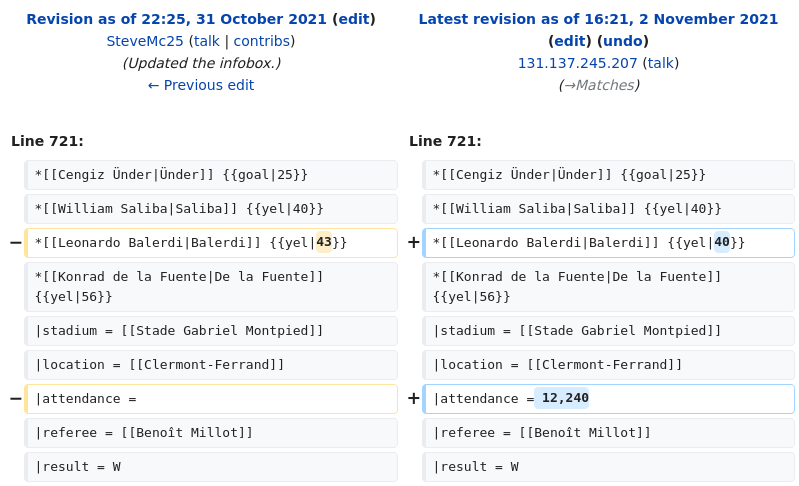 Revision as of 22:25, 31 October 2021 (edit)
SteveMc25 (talk | contribs)
(Updated the infobox.)
← Previous edit
Latest revision as of 16:21, 2 November 2021
(edit) (undo)
131.137.245.207 (talk)
(→Matches)
Line 721:
Line 721:
*[[Cengiz Ünder|Ünder]] {{goal|25}}
*[[Cengiz Ünder|Ünder]] {{goal|25}}
*[[William Saliba|Saliba]] {{yel|40}}
*[[William Saliba|Saliba]] {{yel|40}}
− *[[Leonardo Balerdi|Balerdi]] {{yel|43}}
+ *[[Leonardo Balerdi|Balerdi]] {{yel|40}}
*[[Konrad de la Fuente|De la Fuente]]
{{yel|56}}
*[[Konrad de la Fuente|De la Fuente]]
{{yel|56}}
|stadium = [[Stade Gabriel Montpied]]
|stadium = [[Stade Gabriel Montpied]]
|location = [[Clermont-Ferrand]]
|location = [[Clermont-Ferrand]]
− |attendance =
+ |attendance = 12,240
|referee = [[Benoît Millot]]
|referee = [[Benoît Millot]]
|result = W
|result = W